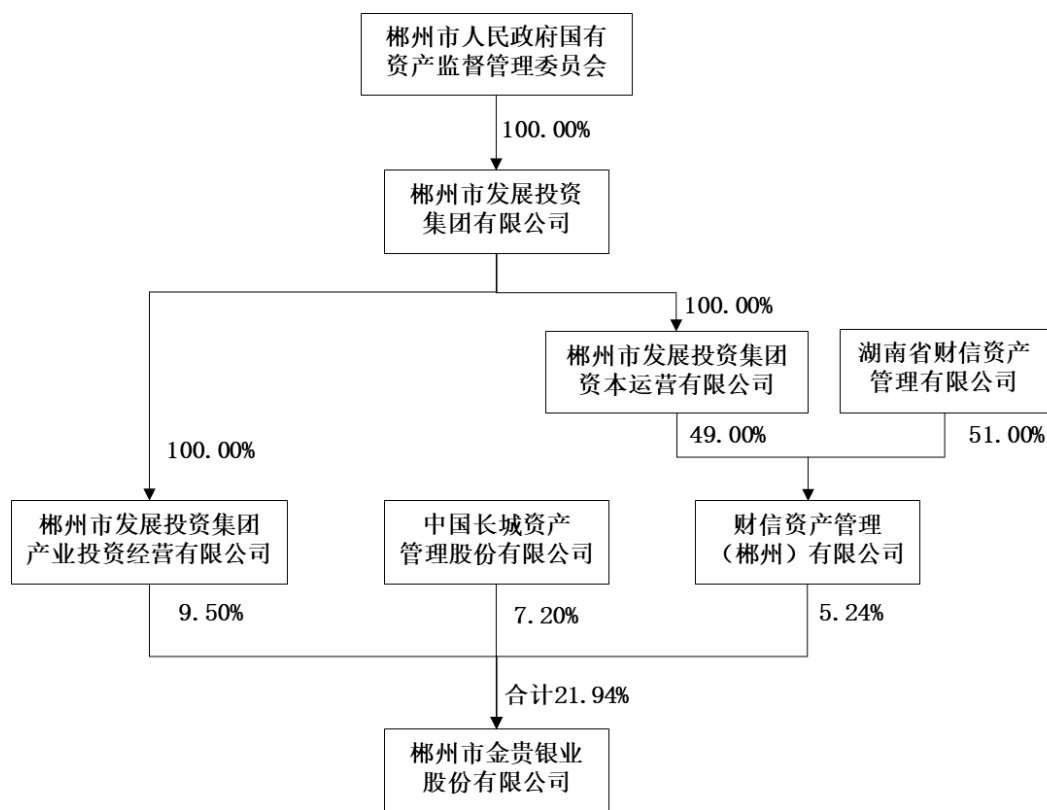 郴州市人民政府国有
资产监督管理委员会
100.00%
郴州市发展投资
集团有限公司
100.00%
郴州市发展投资集团
资本运营有限公司
湖南省财信资产
管理有限公司
49.00%
51.00%
100.00%
郴州市发展投资集团
产业投资经营有限公司
中国长城资产
管理股份有限公司
财信资产管理
（郴州）有限公司
9.50%
7.20%
5.24%
合计21.94%
郴州市金贵银业
股份有限公司